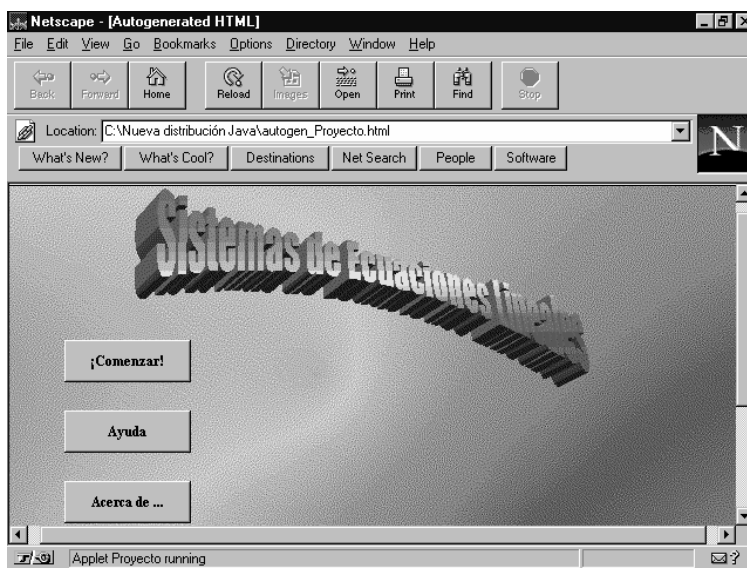 Netscape - [Autogenerated HTML]
File Edit View Go Bookmarks Options Directory Window Help
Back Forward Home Reload Images Open Print Find Stop
Location: C:\Nueva distribución Java\autogen_Proyecto.html
N
What's New? What's Cool? Destinations Net Search People Software
Sistemas de Ecuaciones Lineales
¡Comenzar!
Ayuda
Acerca de ...
Applet Proyecto running
?